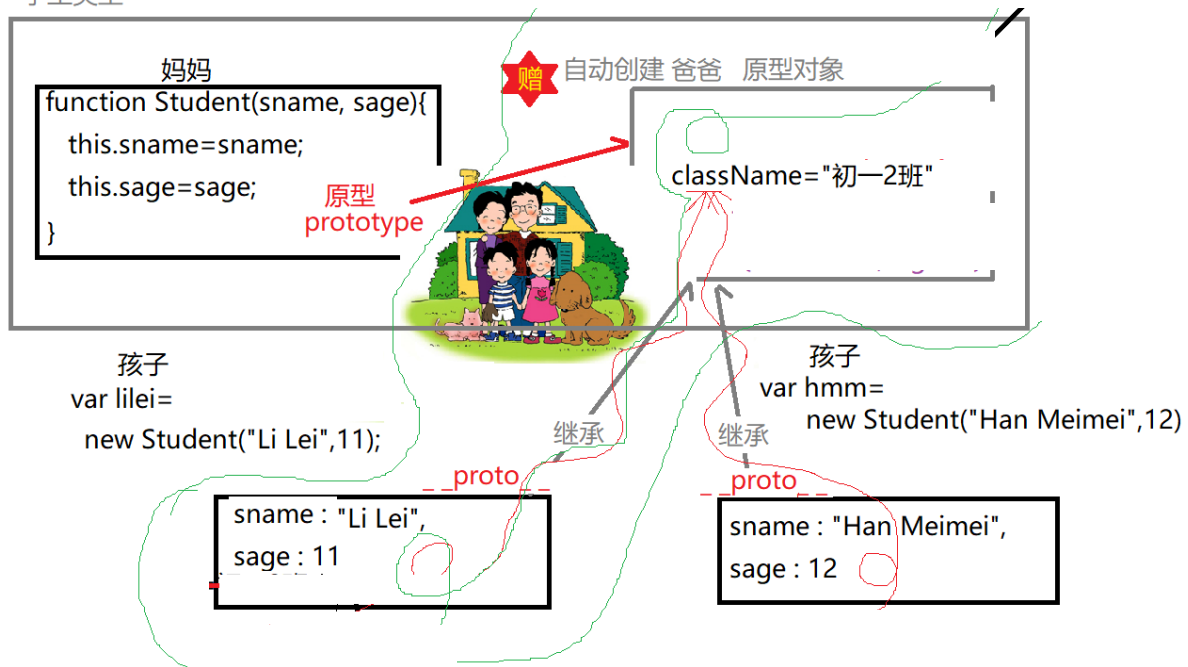 妈妈
赠
自动创建 爸爸 原型对象
function Student(sname, sage){
this.sname=sname;
this.sage=sage;
}
原型
prototype
className="初一2班"
孩子
var lilei=
new Student("Li Lei",11);
孩子
var hmm=
new Student("Han Meimei",12)
继承
继承
__proto__
__proto__
sname : "Li Lei",
sage : 11
sname : "Han Meimei",
sage : 12